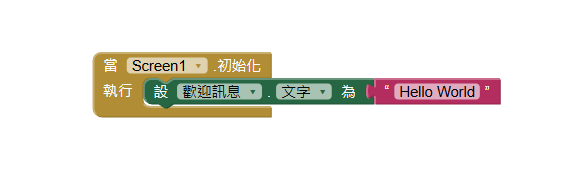 當 Screen1 .初始化
執行 設 歡迎訊息 . 文字 為 “ Hello World ”